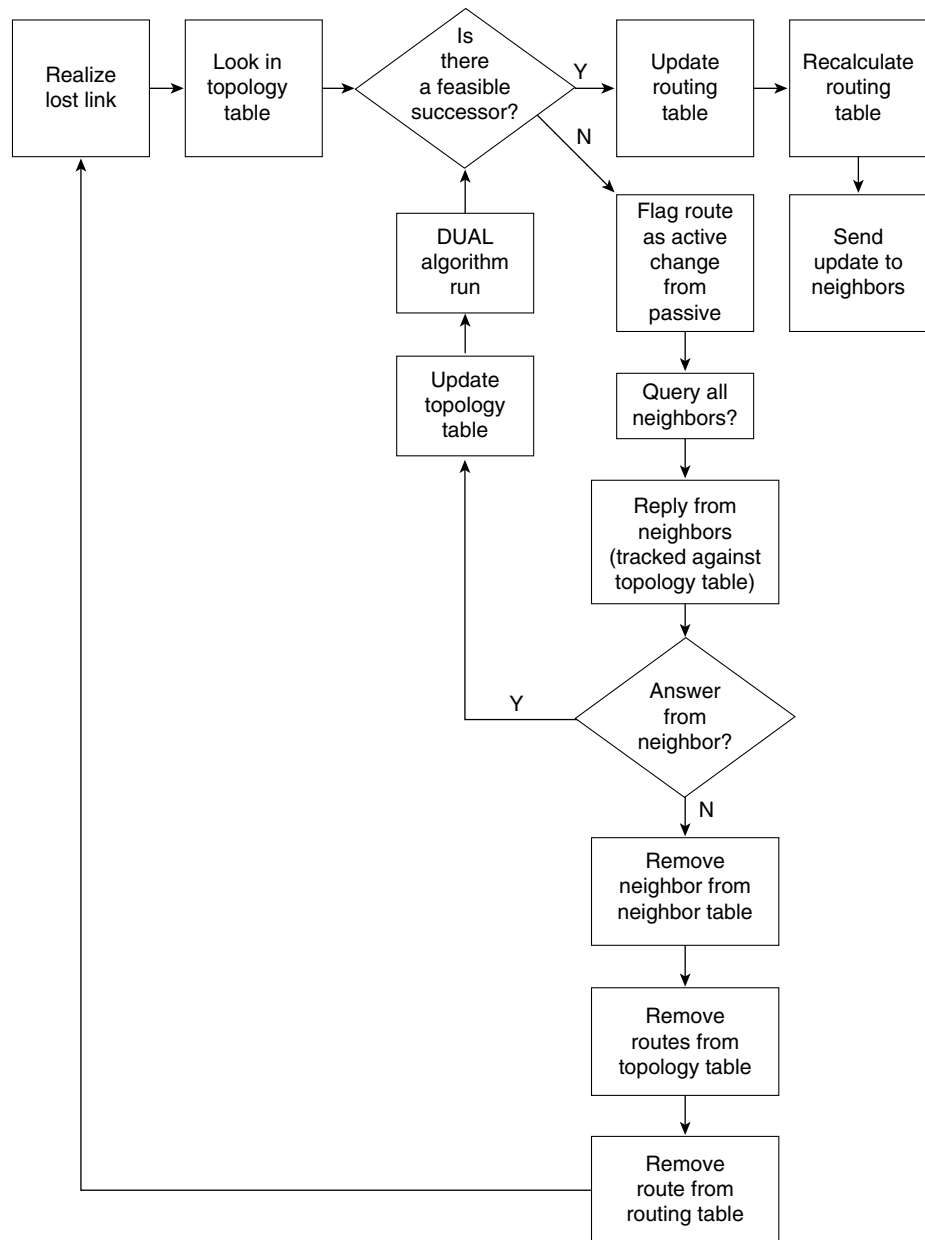 Realize
lost link
Look in
topology
table
Is
there
a feasible
successor?
Y
Update
routing
table
Recalculate
routing
table
N
Flag route
as active
change
from
passive
Send
update to
neighbors
DUAL
algorithm
run
Update
topology
table
Query all
neighbors?
Reply from
neighbors
(tracked against
topology table)
Answer
from
neighbor?
Y
N
Remove
neighbor from
neighbor table
Remove
routes from
topology table
Remove
route from
routing table